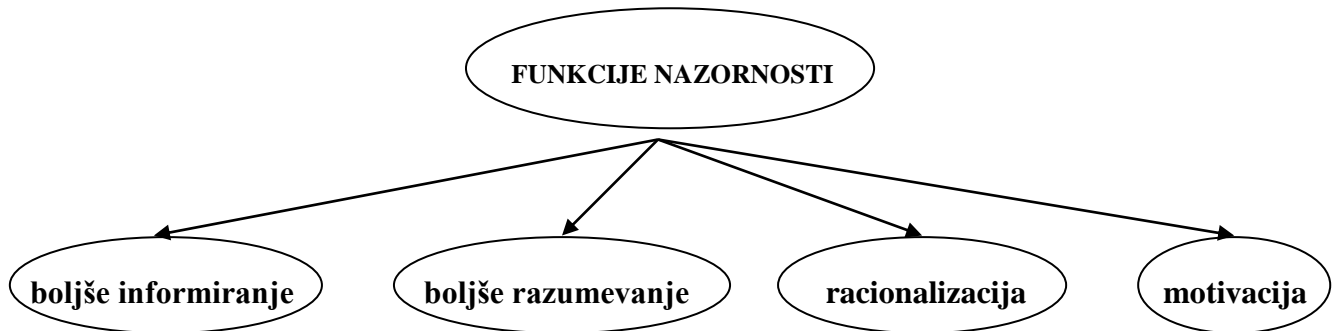 FUNKCIJE NAZORNOSTI
boljše informiranje
boljše razumevanje
racionalizacija
motivacija